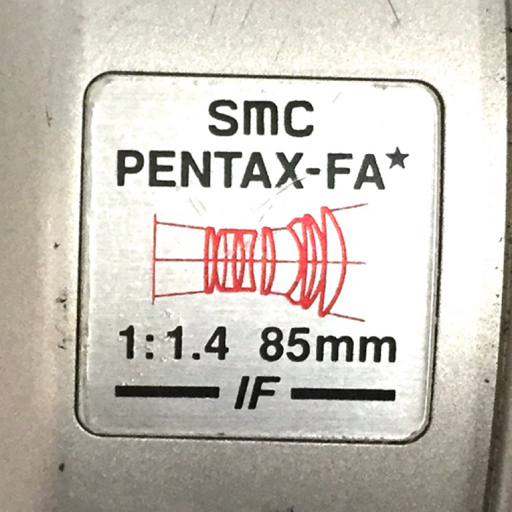 SMC
PENTAX-FA★
1:1.4 85mm
IF